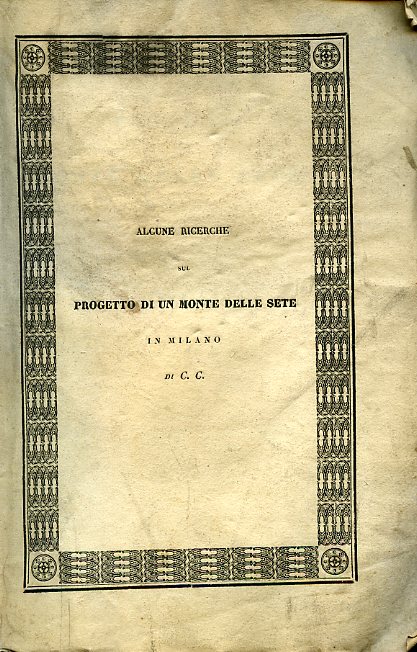 ALCUNE RICERCHE
SUL
PROGETTO DI UN MONTE DELLE SETE
IN MILANO
DI C. C.